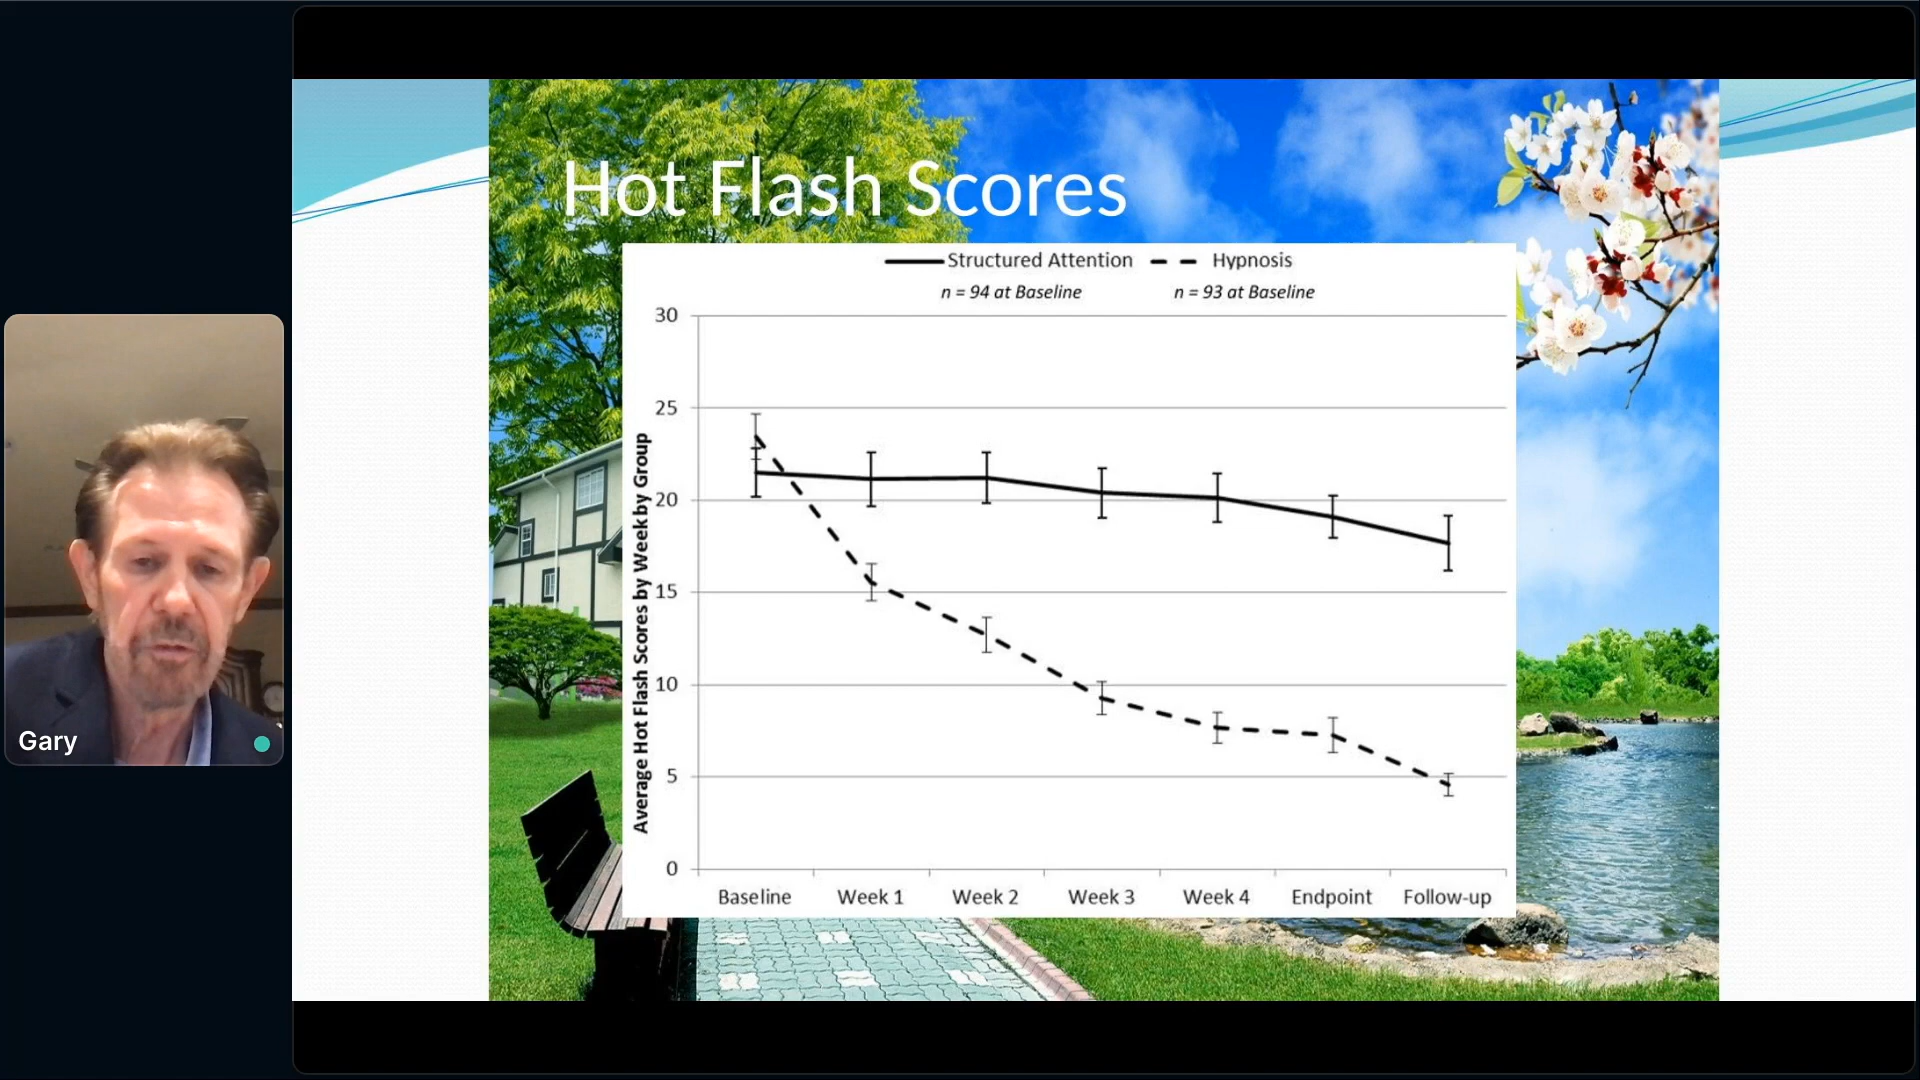 Hot Flash Scores
Structured Attention Hypnosis
n = 94 at Baseline n = 93 at Baseline
30
25
20
15
10
5
0
Average Hot Flash Scores by Weekby Group
Baseline Week 1 Week 2 Week 3 Week 4 Endpoint Follow-up
Gary